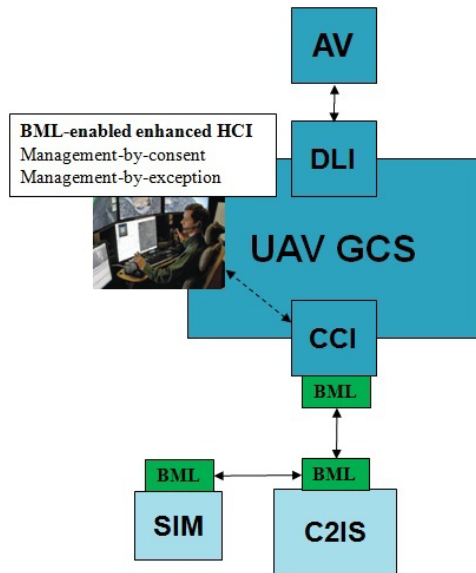 AV
BML-enabled enhanced HCI
Management-by-consent
Management-by-exception
DLI
UAV GCS
CCI
BML
BML
BML
SIM
C2IS